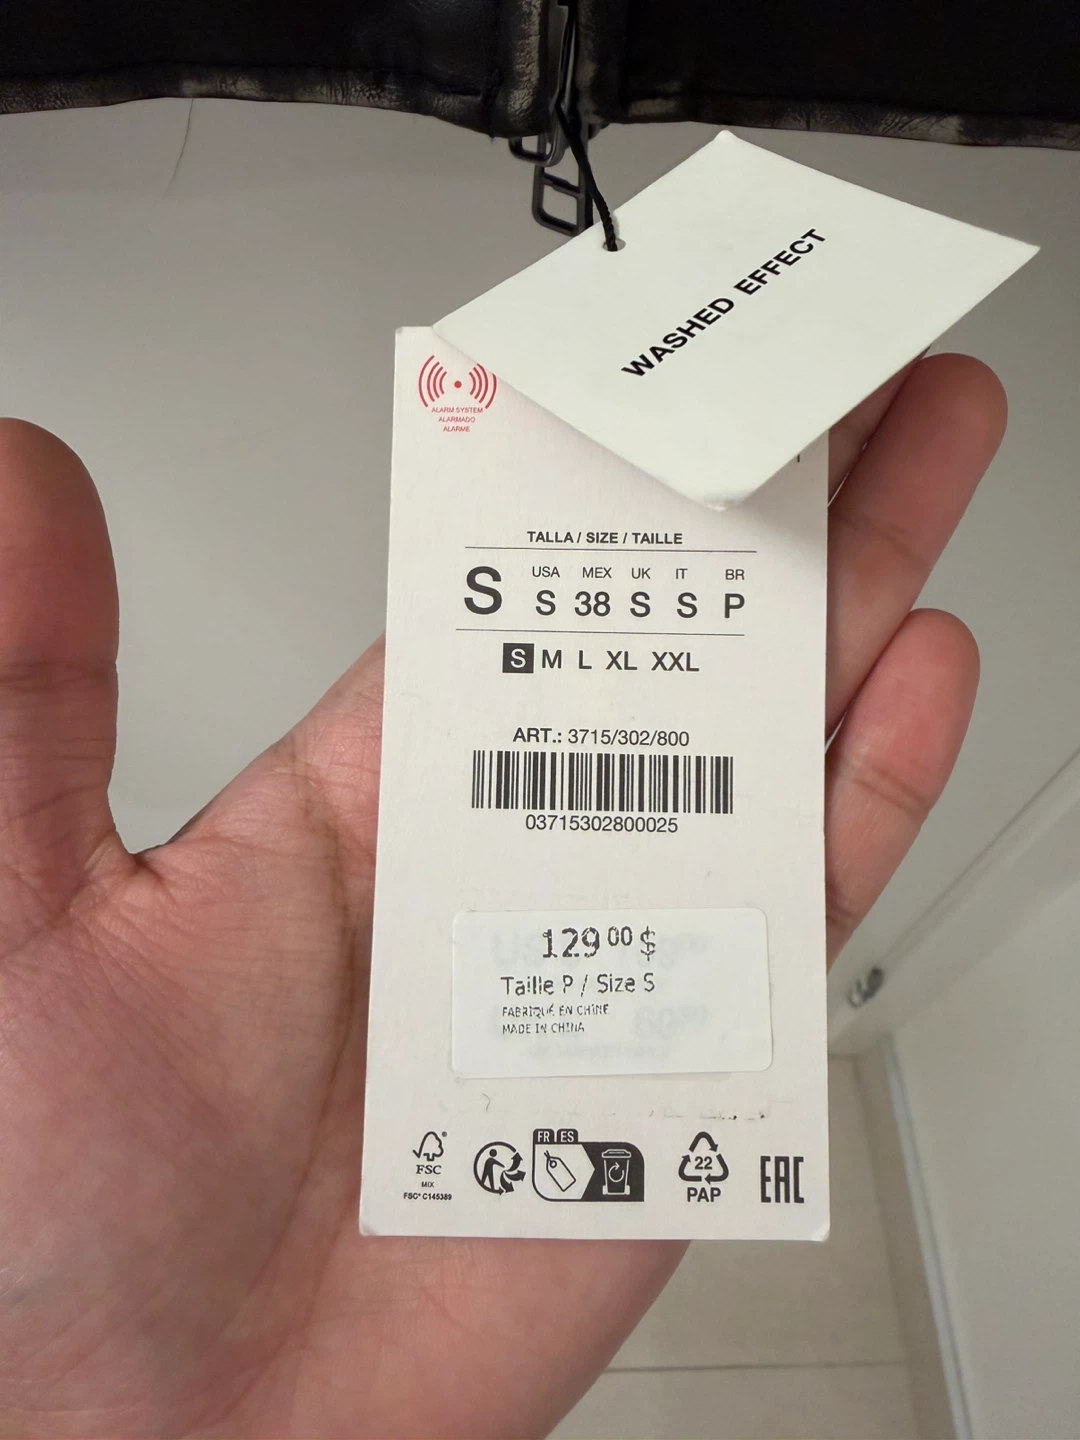 WASHED EFFECT
ALARM SYSTEM
ALARMADO
ALARME
TALLA / SIZE / TAILLE
USA MEX UK IT BR
S S 38 S S P
S M L XL XXL
ART.: 3715/302/800
03715302800025
129 00 $
Taille P / Size S
FABRIQUÉ EN CHINE
MADE IN CHINA
FR ES
FSC
MIX
FSC® C145389
22
PAP
EAC